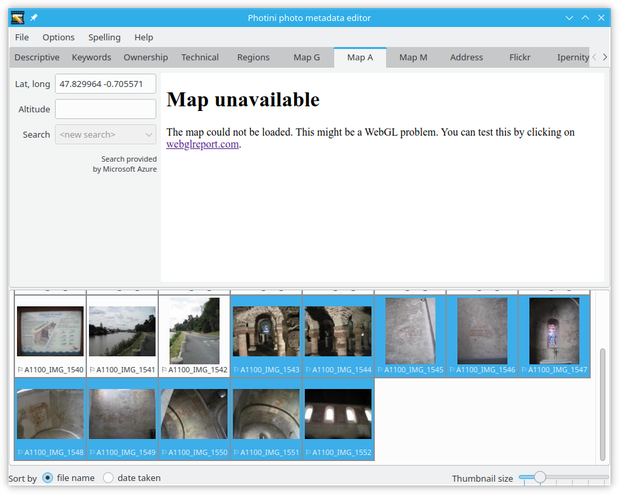 Photini photo metadata editor
File Options Spelling Help
Descriptive Keywords Ownership Technical Regions Map G Map A Map M Address Flickr Ipernity
Lat, long 47.829964 -0.705571
Altitude
Search <new search>
Search provided
by Microsoft Azure
Map unavailable
The map could not be loaded. This might be a WebGL problem. You can test this by clicking on
webglreport.com.
A1100_IMG_1540 A1100_IMG_1541 A1100_IMG_1542 A1100_IMG_1543 A1100_IMG_1544 A1100_IMG_1545 A1100_IMG_1546 A1100_IMG_1547
A1100_IMG_1548 A1100_IMG_1549 A1100_IMG_1550 A1100_IMG_1551 A1100_IMG_1552
Sort by file name date taken Thumbnail size